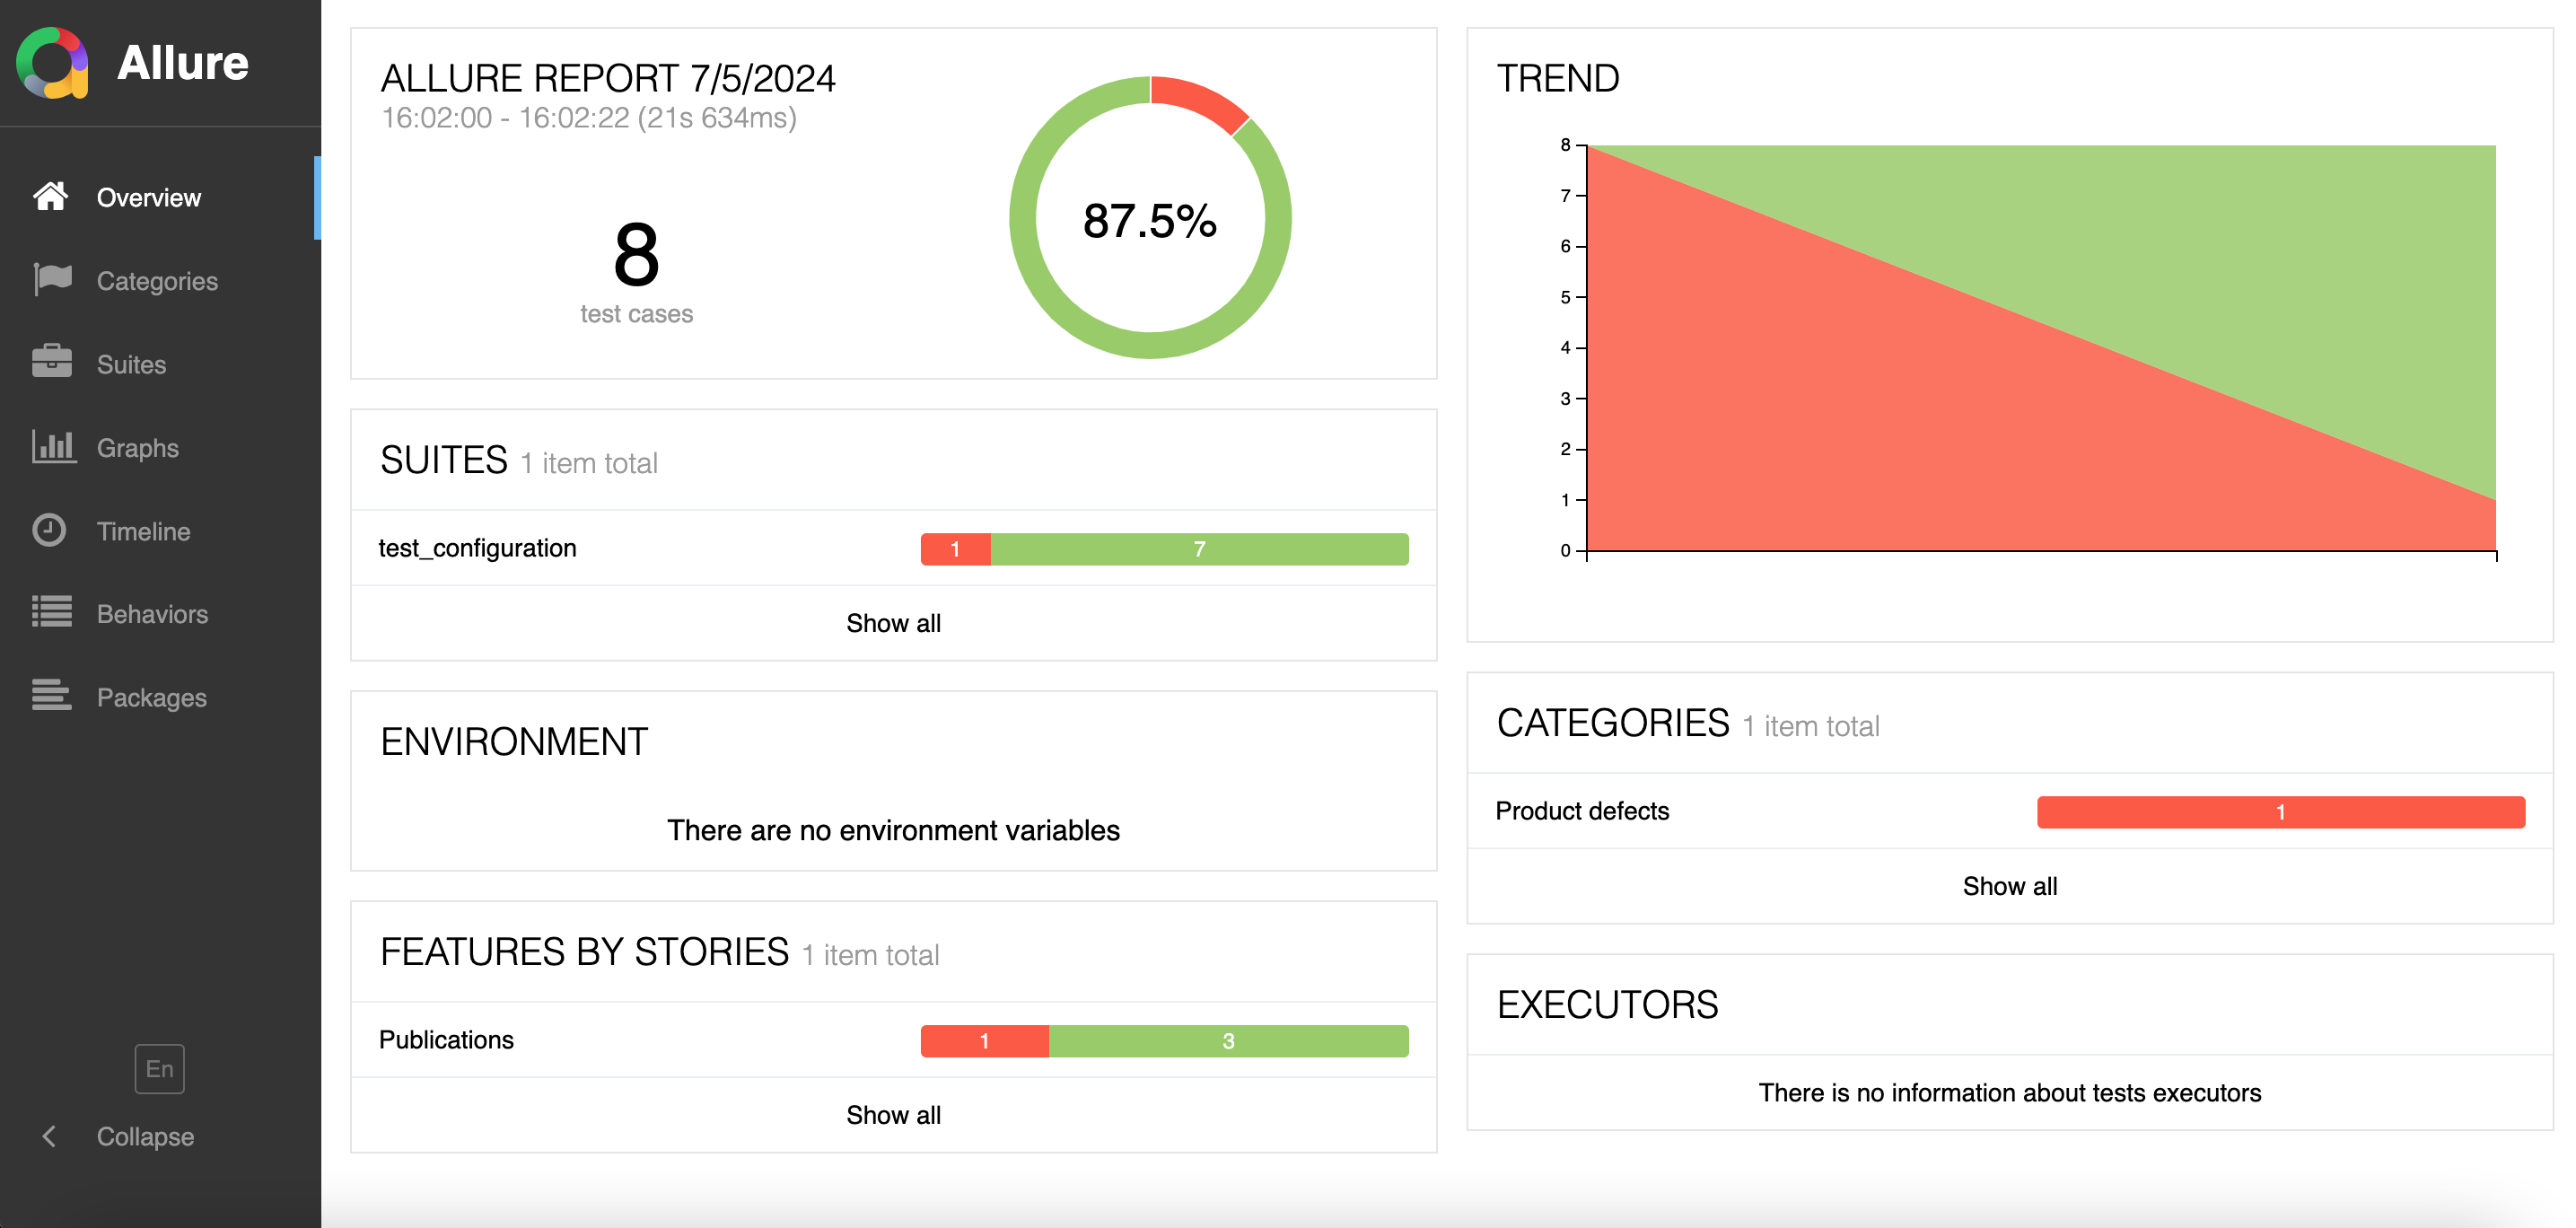 Allure
Overview
Categories
Suites
Graphs
Timeline
Behaviors
Packages
En
Collapse
ALLURE REPORT 7/5/2024
16:02:00 - 16:02:22 (21s 634ms)
8
test cases
87.5%
SUITES 1 item total
test_configuration 1 7
Show all
ENVIRONMENT
There are no environment variables
FEATURES BY STORIES 1 item total
Publications 1 3
Show all
TREND
8
7
6
5
4
3
2
1
0
CATEGORIES 1 item total
Product defects 1
Show all
EXECUTORS
There is no information about tests executors